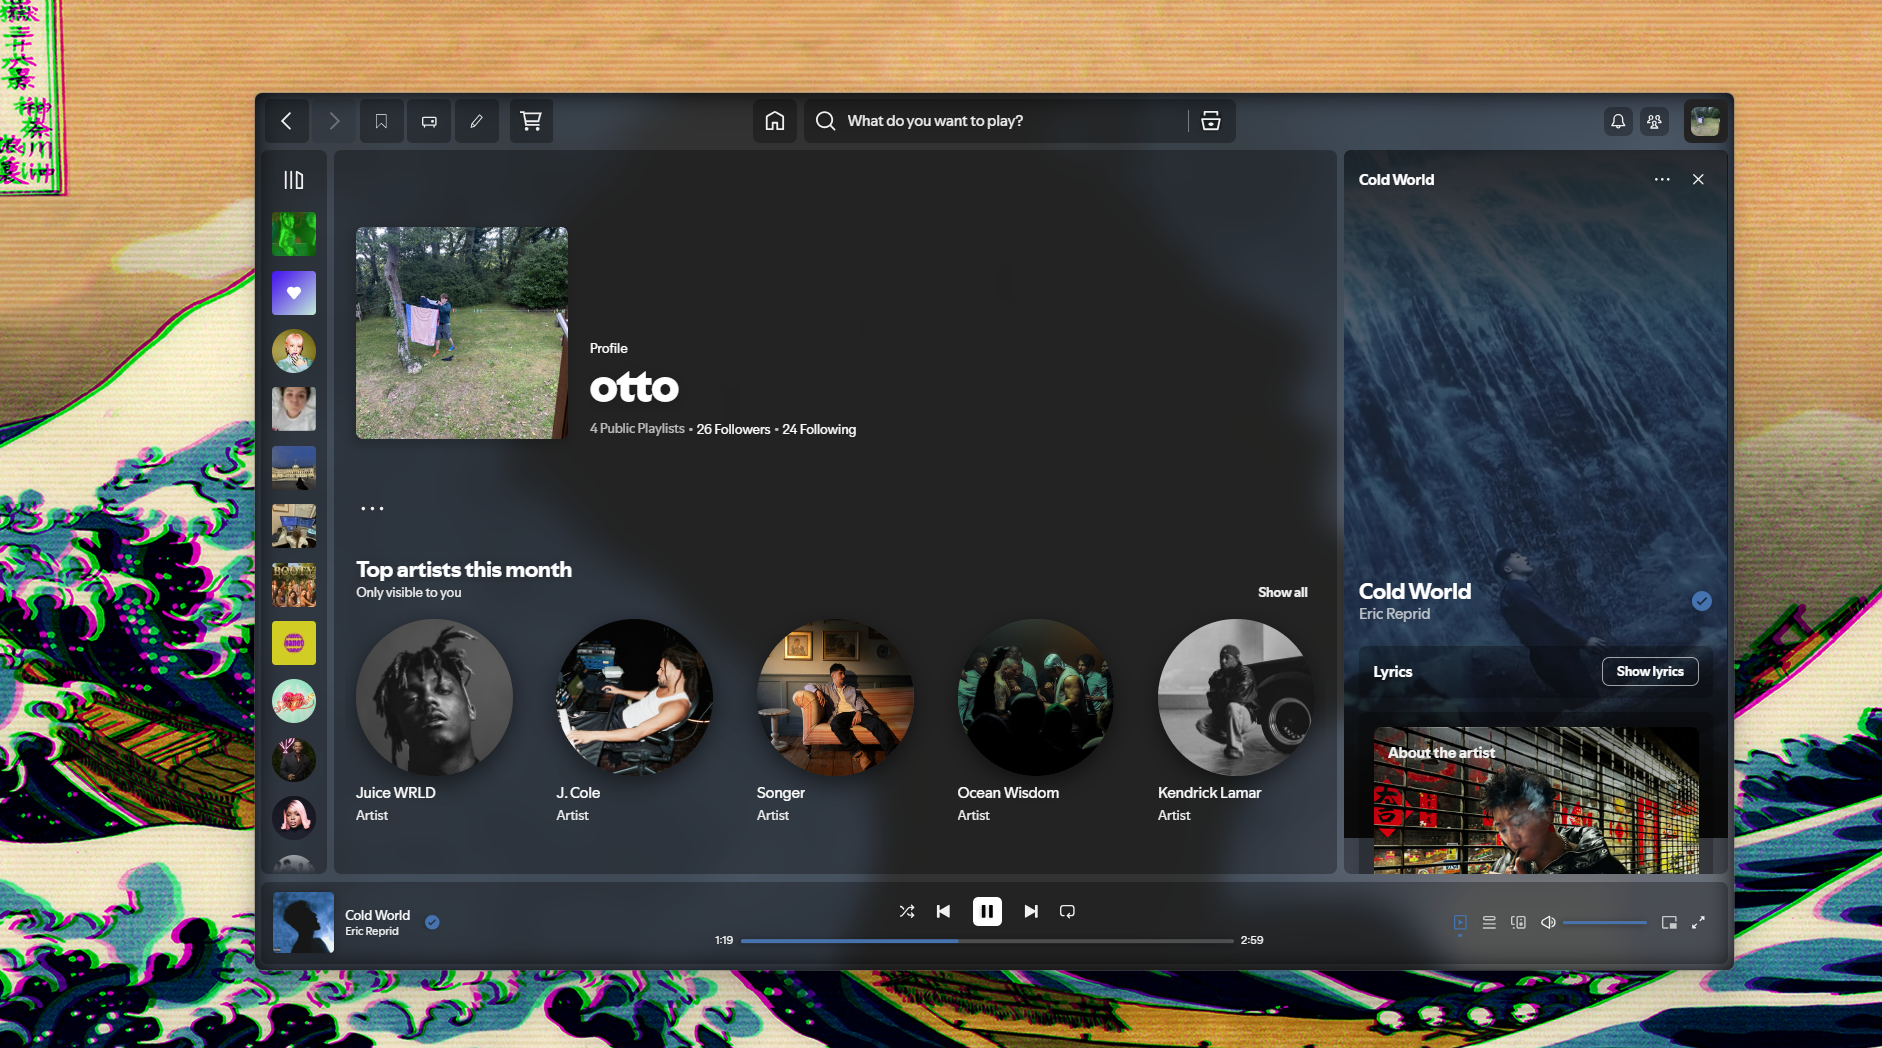 What do you want to play?
Profile
otto
4 Public Playlists • 26 Followers • 24 Following
Top artists this month
Only visible to you
Show all
Juice WRLD
Artist
J. Cole
Artist
Songer
Artist
Ocean Wisdom
Artist
Kendrick Lamar
Artist
Cold World
Cold World
Eric Reprid
Lyrics
Show lyrics
About the artist
Cold World
Eric Reprid
1:19
2:59